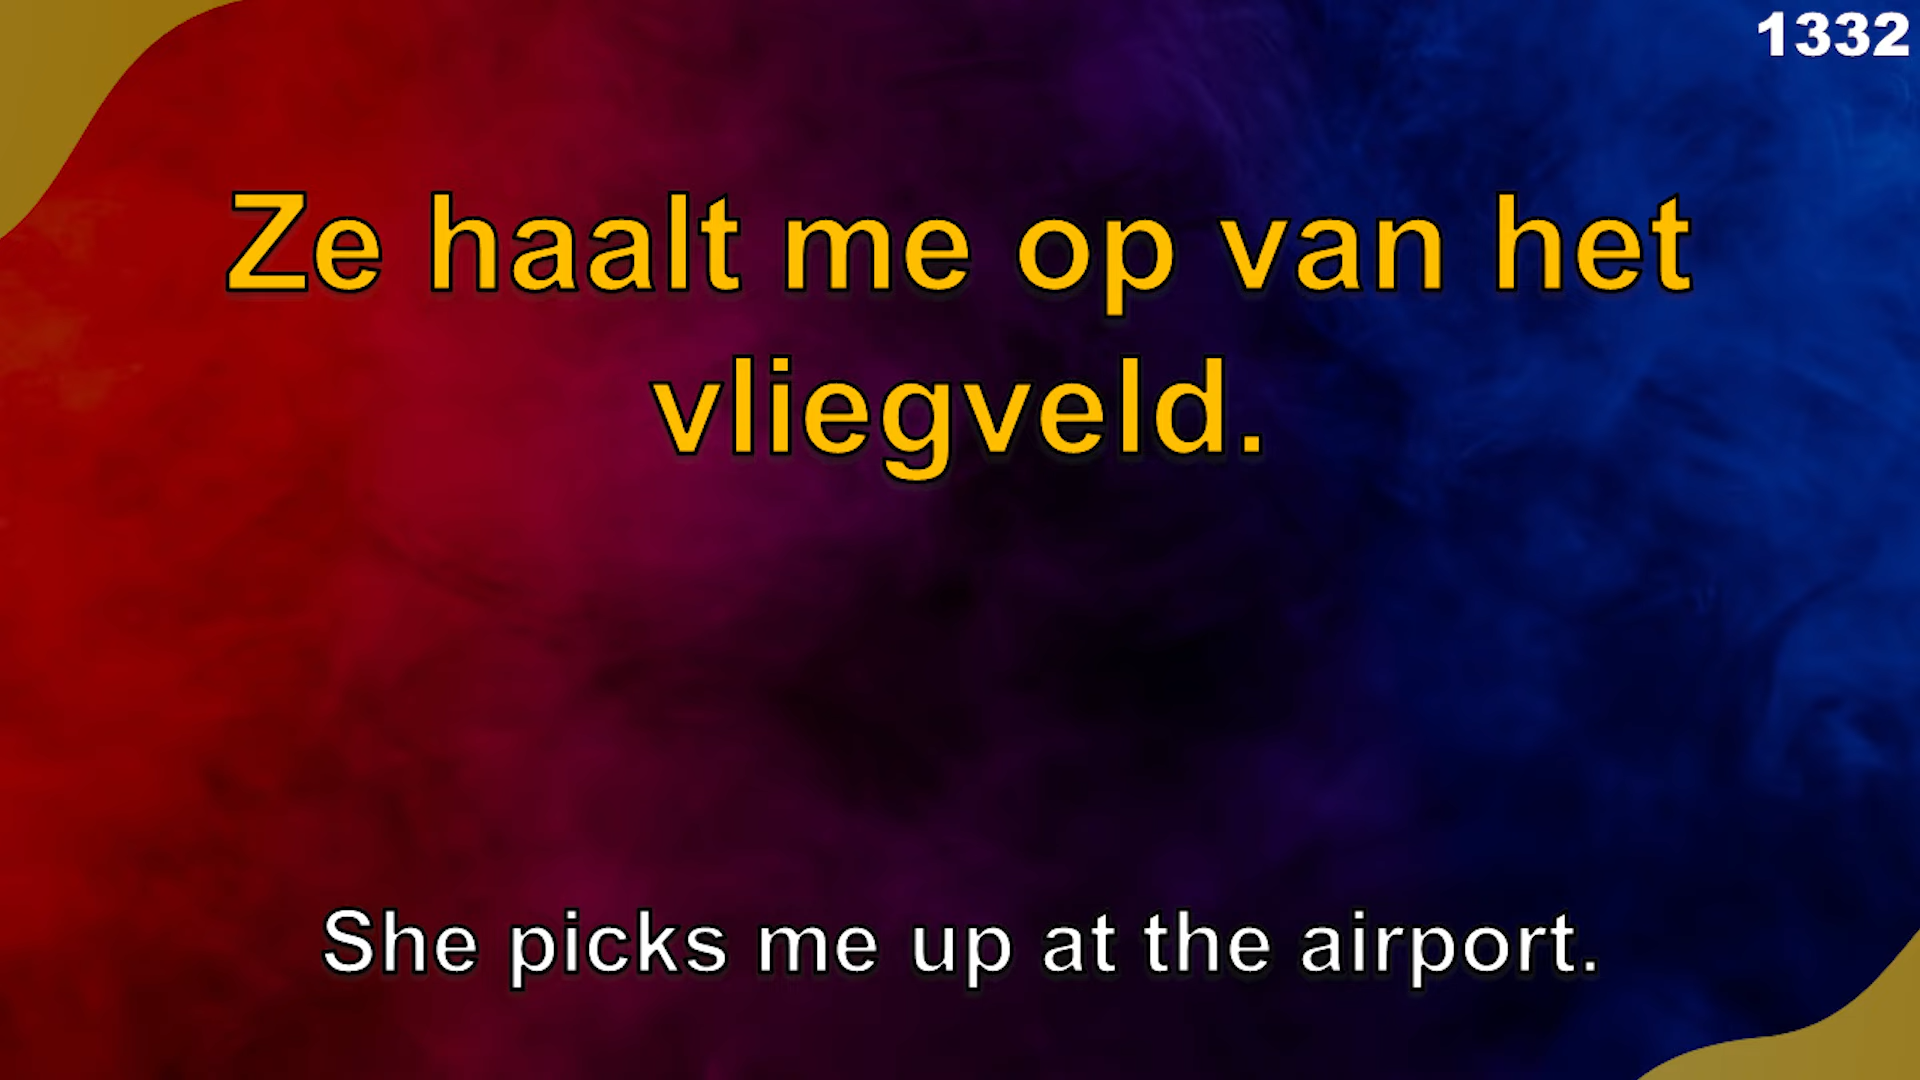 1332
Ze haalt me op van het
vliegveld.
She picks me up at the airport.